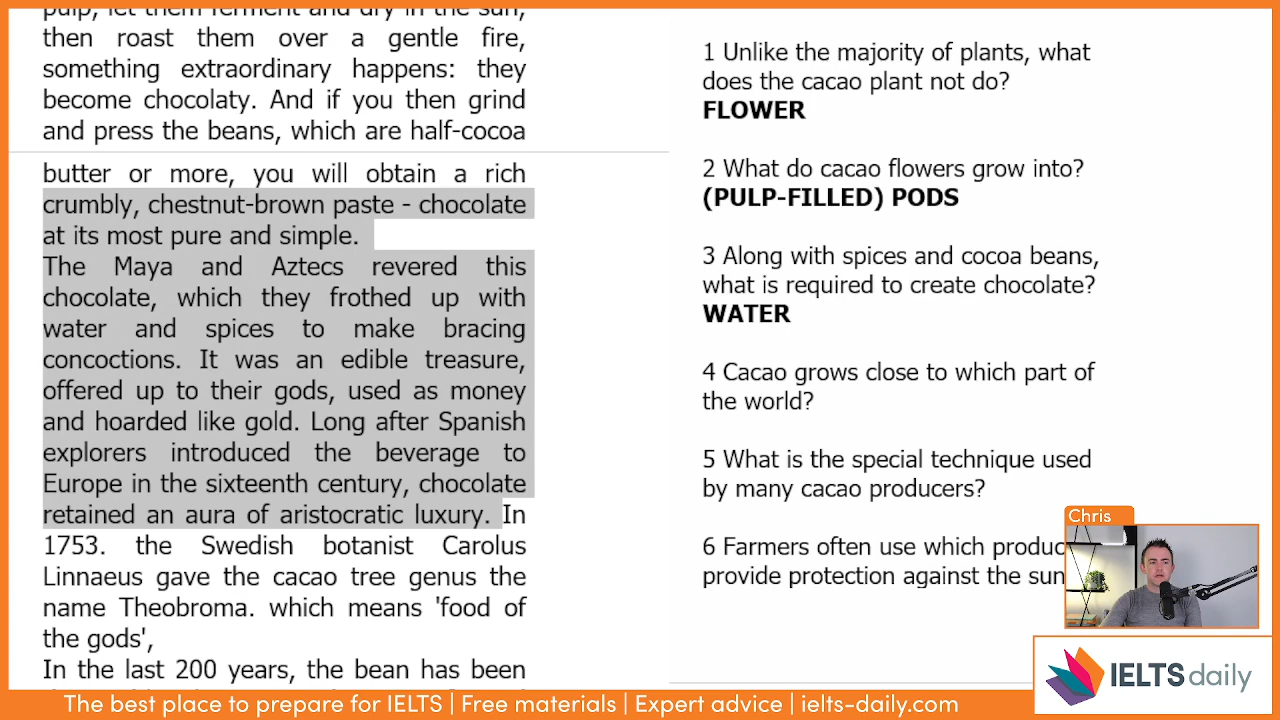 pulp, let them ferment and dry in the sun,
then roast them over a gentle fire,
something extraordinary happens: they
become chocolaty. And if you then grind
and press the beans, which are half-cocoa
butter or more, you will obtain a rich
crumbly, chestnut-brown paste - chocolate
at its most pure and simple.
The Maya and Aztecs revered this
chocolate, which they frothed up with
water and spices to make bracing
concoctions. It was an edible treasure,
offered up to their gods, used as money
and hoarded like gold. Long after Spanish
explorers introduced the beverage to
Europe in the sixteenth century, chocolate
retained an aura of aristocratic luxury. In
1753. the Swedish botanist Carolus
Linnaeus gave the cacao tree genus the
name Theobroma. which means 'food of
the gods',
In the last 200 years, the bean has been
1 Unlike the majority of plants, what
does the cacao plant not do?
FLOWER
2 What do cacao flowers grow into?
(PULP-FILLED) PODS
3 Along with spices and cocoa beans,
what is required to create chocolate?
WATER
4 Cacao grows close to which part of
the world?
5 What is the special technique used
by many cacao producers?
6 Farmers often use which produc
provide protection against the sun
Chris
IELTS daily
The best place to prepare for IELTS | Free materials | Expert advice | ielts-daily.com